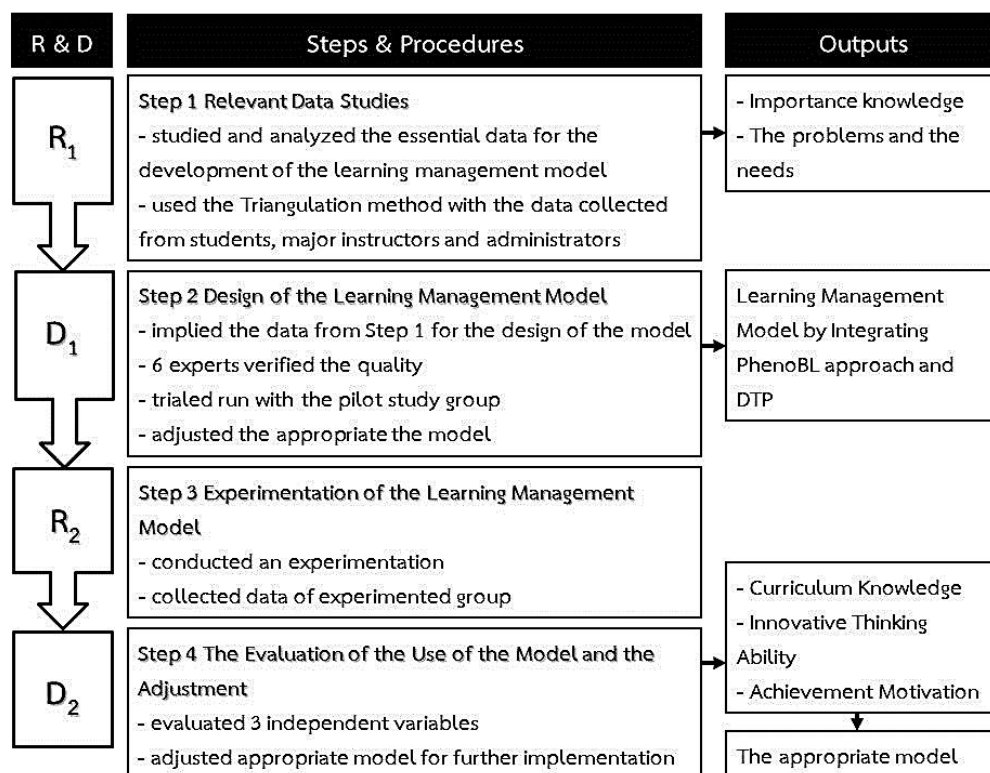 R & D
Steps & Procedures
Outputs
R1
Step 1 Relevant Data Studies
- studied and analyzed the essential data for the
development of the learning management model
- used the Triangulation method with the data collected
from students, major instructors and administrators
- Importance knowledge
- The problems and the
needs
D1
Step 2 Design of the Learning Management Model
- implied the data from Step 1 for the design of the model
- 6 experts verified the quality
- trialed run with the pilot study group
- adjusted the appropriate the model
Learning Management
Model by Integrating
PhenoBL approach and
DTP
R2
Step 3 Experimentation of the Learning Management
Model
- conducted an experimentation
- collected data of experimented group
D2
Step 4 The Evaluation of the Use of the Model and the
Adjustment
- evaluated 3 independent variables
- adjusted appropriate model for further implementation
- Curriculum Knowledge
- Innovative Thinking
Ability
- Achievement Motivation
The appropriate model